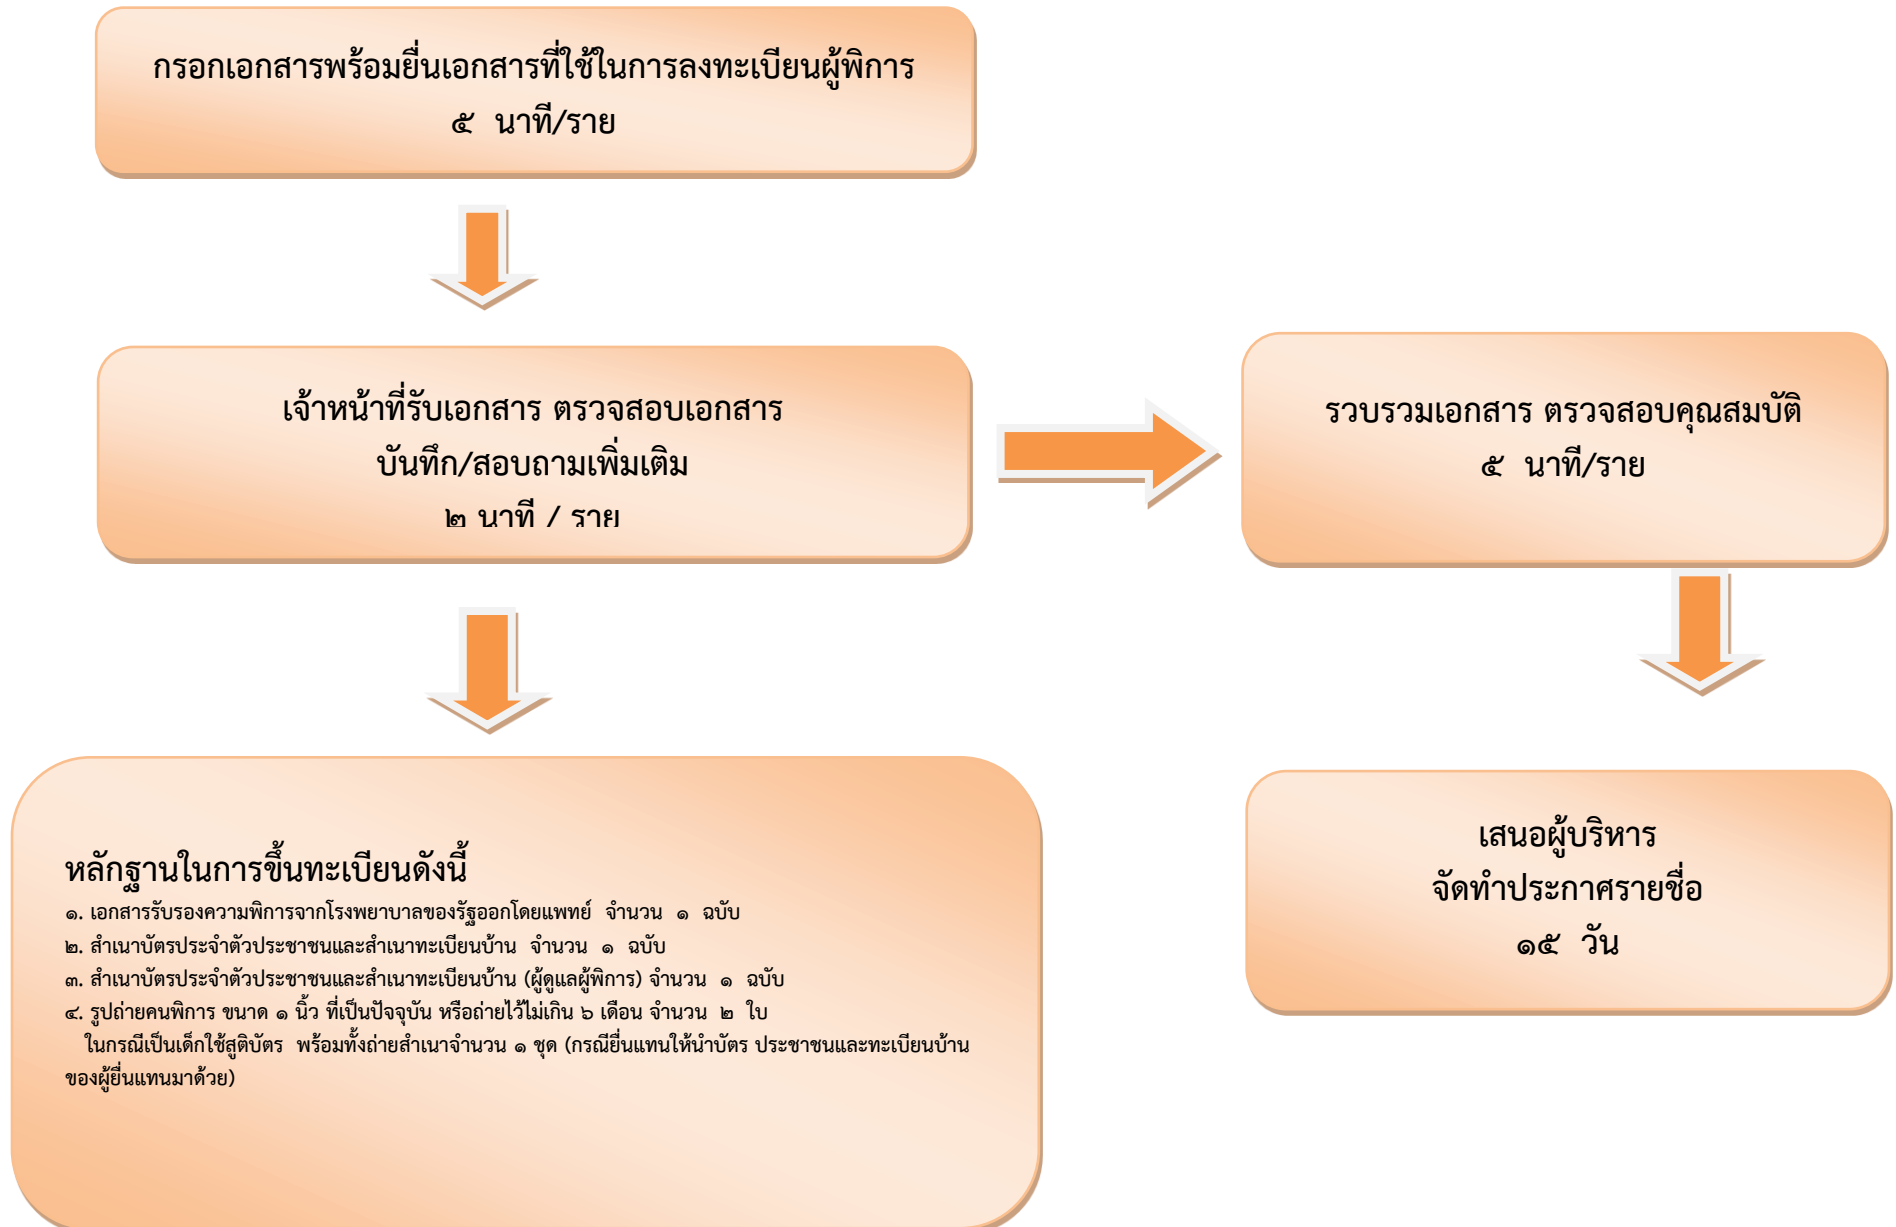 กรอกเอกสารพร้อมยื่นเอกสารที่ใช้ในการลงทะเบียนผู้พิการ
๕ นาที/ราย
เจ้าหน้าที่รับเอกสาร ตรวจสอบเอกสาร
บันทึก/สอบถามเพิ่มเติม
๒ นาที / ราย
รวบรวมเอกสาร ตรวจสอบคุณสมบัติ
๕ นาที/ราย
หลักฐานในการขึ้นทะเบียนดังนี้
๑. เอกสารรับรองความพิการจากโรงพยาบาลของรัฐออกโดยแพทย์ จำนวน ๑ ฉบับ
๒. สำเนาบัตรประจำตัวประชาชนและสำเนาทะเบียนบ้าน จำนวน ๑ ฉบับ
๓. สำเนาบัตรประจำตัวประชาชนและสำเนาทะเบียนบ้าน (ผู้ดูแลผู้พิการ) จำนวน ๑ ฉบับ
๔. รูปถ่ายคนพิการ ขนาด ๑ นิ้ว ที่เป็นปัจจุบัน หรือถ่ายไว้ไม่เกิน ๖ เดือน จำนวน ๒ ใบ
ในกรณีเป็นเด็กใช้สูติบัตร พร้อมทั้งถ่ายสำเนาจำนวน ๑ ชุด (กรณียื่นแทนให้นำบัตร ประชาชนและทะเบียนบ้าน
ของผู้ยื่นแทนมาด้วย)
เสนอผู้บริหาร
จัดทำประกาศรายชื่อ
๑๕ วัน